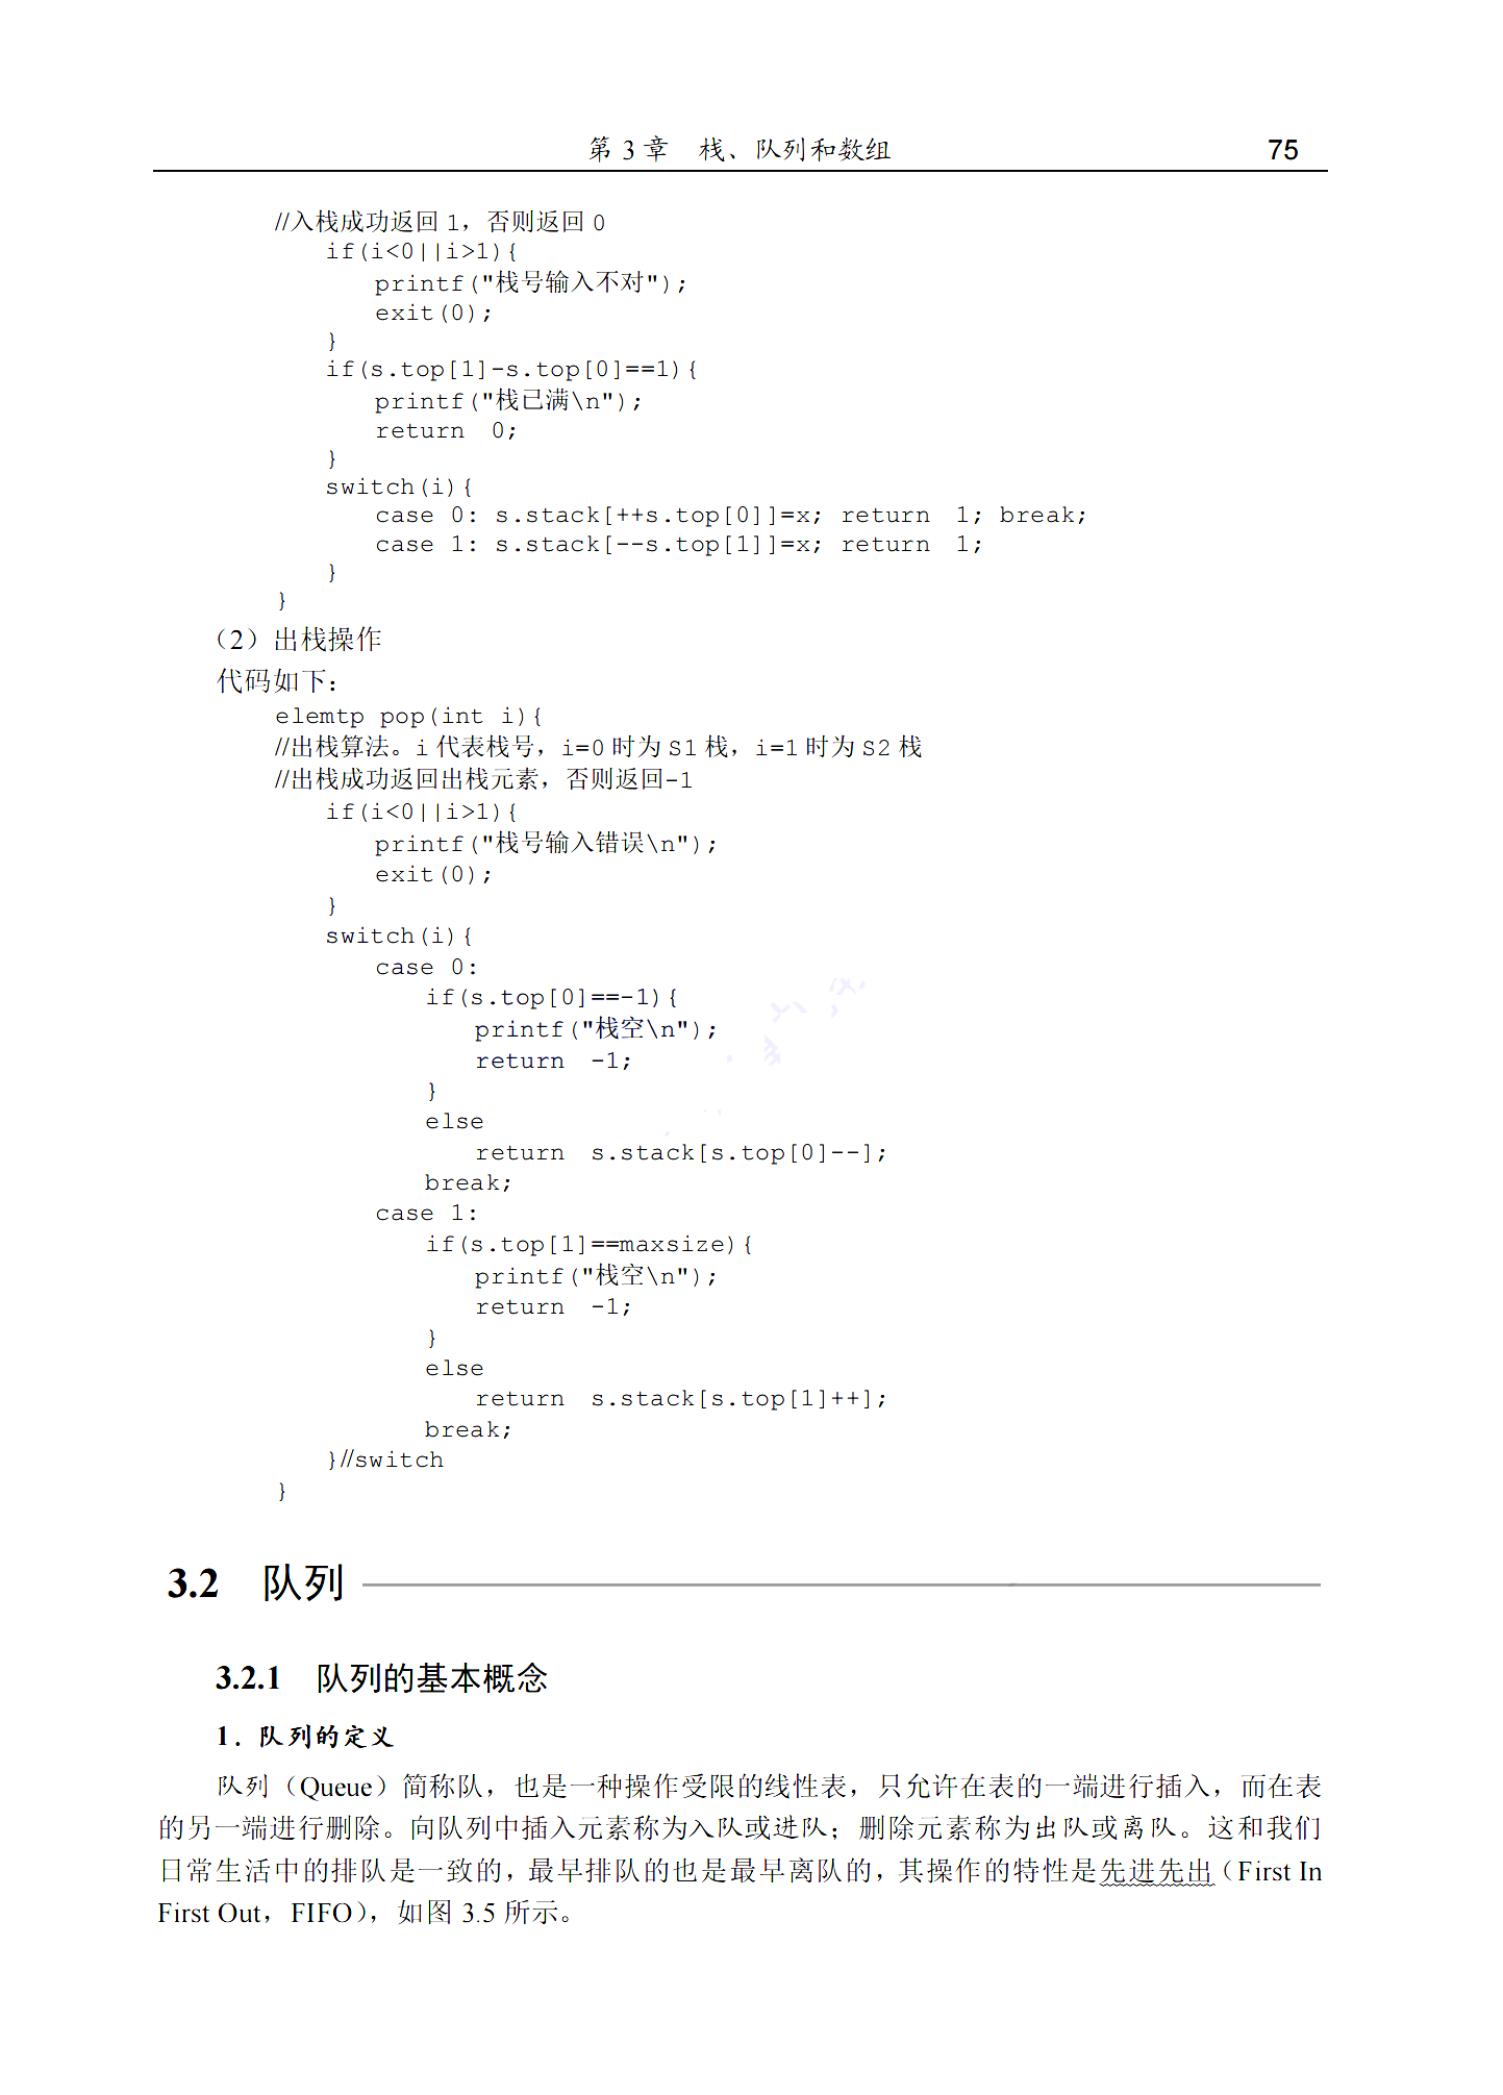 第 3 章 栈、队列和数组 75
//入栈成功返回 1，否则返回 0
if(i<0||i>1){
printf("栈号输入不对");
exit(0);
}
if(s.top[1]-s.top[0]==1){
printf("栈已满\n");
return 0;
}
switch(i){
case 0: s.stack[++s.top[0]]=x; return 1; break;
case 1: s.stack[--s.top[1]]=x; return 1;
}
}
（2）出栈操作
代码如下：
elemtp pop(int i){
//出栈算法。i 代表栈号，i=0 时为 S1 栈，i=1 时为 S2 栈
//出栈成功返回出栈元素，否则返回-1
if(i<0||i>1){
printf("栈号输入错误\n");
exit(0);
}
switch(i){
case 0:
if(s.top[0]==-1){
printf("栈空\n");
return -1;
}
else
return s.stack[s.top[0]--];
break;
case 1:
if(s.top[1]==maxsize){
printf("栈空\n");
return -1;
}
else
return s.stack[s.top[1]++];
break;
}//switch
}
3.2 队列
3.2.1 队列的基本概念
1．队列的定义
队列（Queue）简称队，也是一种操作受限的线性表，只允许在表的一端进行插入，而在表
的另一端进行删除。向队列中插入元素称为入队或进队；删除元素称为出队或离队。这和我们
日常生活中的排队是一致的，最早排队的也是最早离队的，其操作的特性是先进先出（First In
First Out，FIFO），如图 3.5 所示。